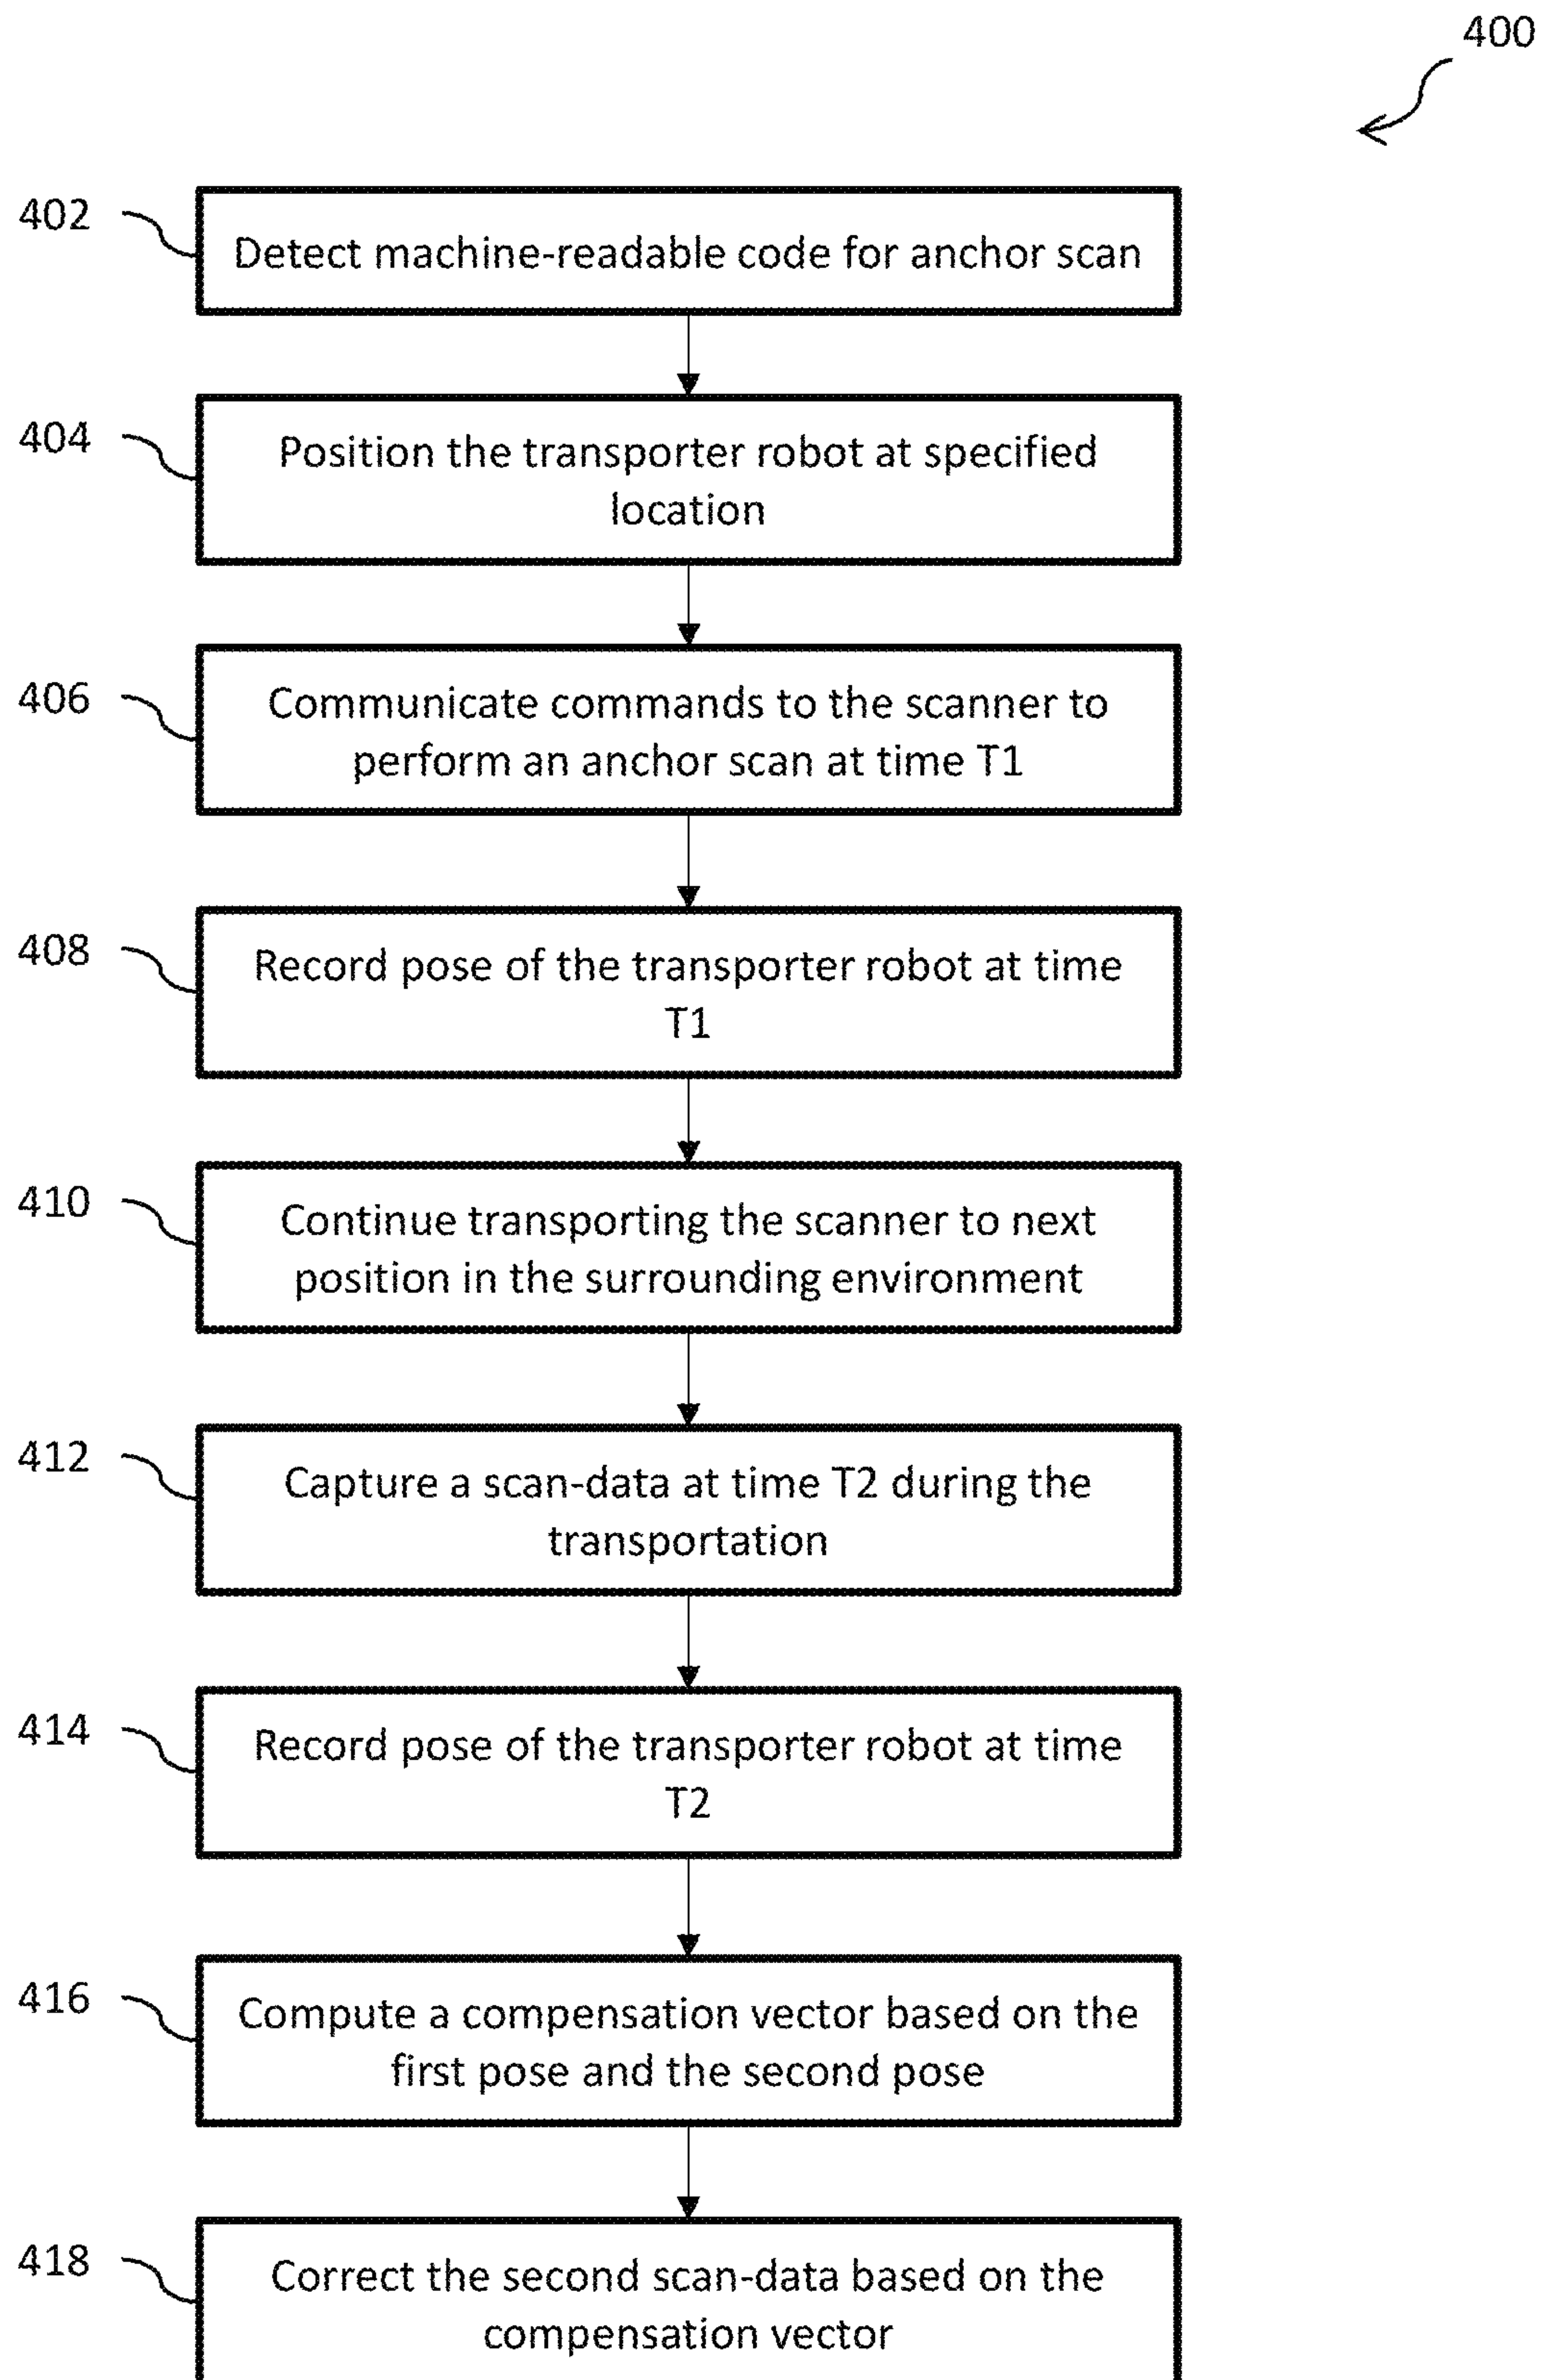 400
402
Detect machine-readable code for anchor scan
404
Position the transporter robot at specified
location
406
Communicate commands to the scanner to
perform an anchor scan at time T1
408
Record pose of the transporter robot at time
T1
410
Continue transporting the scanner to next
position in the surrounding environment
412
Capture a scan-data at time T2 during the
transportation
414
Record pose of the transporter robot at time
T2
416
Compute a compensation vector based on the
first pose and the second pose
418
Correct the second scan-data based on the
compensation vector